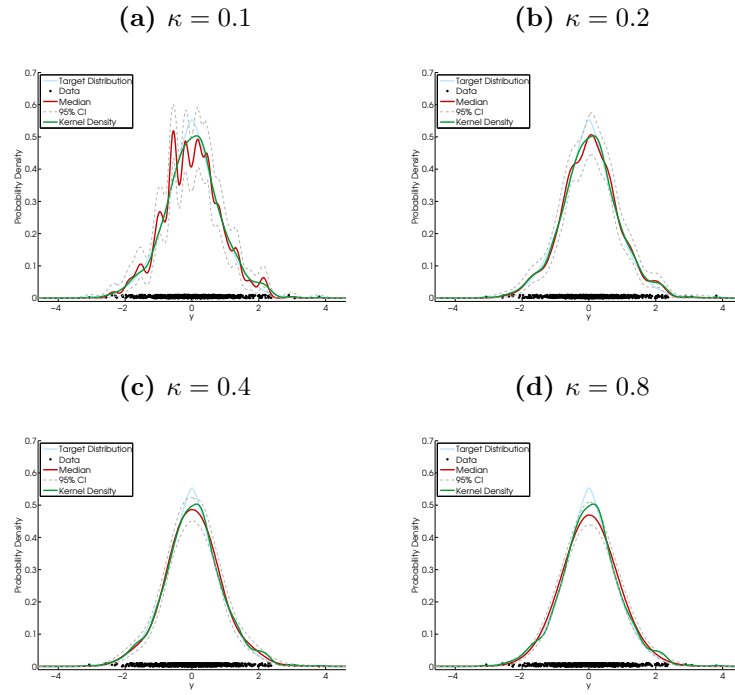 (a) κ = 0.1
0.7
0.6
0.5
0.4
0.3
0.2
0.1
0
Probability Density
Target Distribution
Data
Median
95% CI
Kernel Density
−4
−2
0
2
4
y
(b) κ = 0.2
0.7
0.6
0.5
0.4
0.3
0.2
0.1
0
Probability Density
Target Distribution
Data
Median
95% CI
Kernel Density
−4
−2
0
2
4
y
(c) κ = 0.4
0.7
0.6
0.5
0.4
0.3
0.2
0.1
0
Probability Density
Target Distribution
Data
Median
95% CI
Kernel Density
−4
−2
0
2
4
y
(d) κ = 0.8
0.7
0.6
0.5
0.4
0.3
0.2
0.1
0
Probability Density
Target Distribution
Data
Median
95% CI
Kernel Density
−4
−2
0
2
4
y